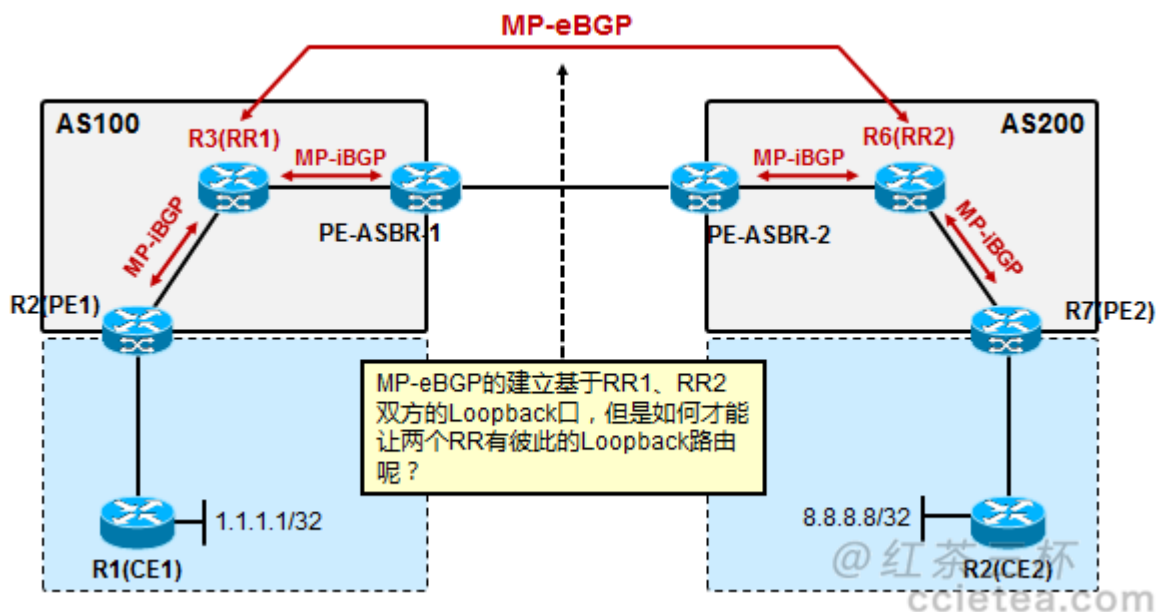 MP-eBGP
AS100
AS200
R3(RR1)
R6(RR2)
MP-iBGP
MP-iBGP
PE-ASBR-1
PE-ASBR-2
MP-iBGP
MP-iBGP
R2(PE1)
R7(PE2)
MP-eBGP的建立基于RR1、RR2
双方的Loopback口，但是如何才能
让两个RR有彼此的Loopback路由
呢？
1.1.1.1/32
8.8.8.8/32
R1(CE1)
R2(CE2)
@红茶三杯
ccietea.com